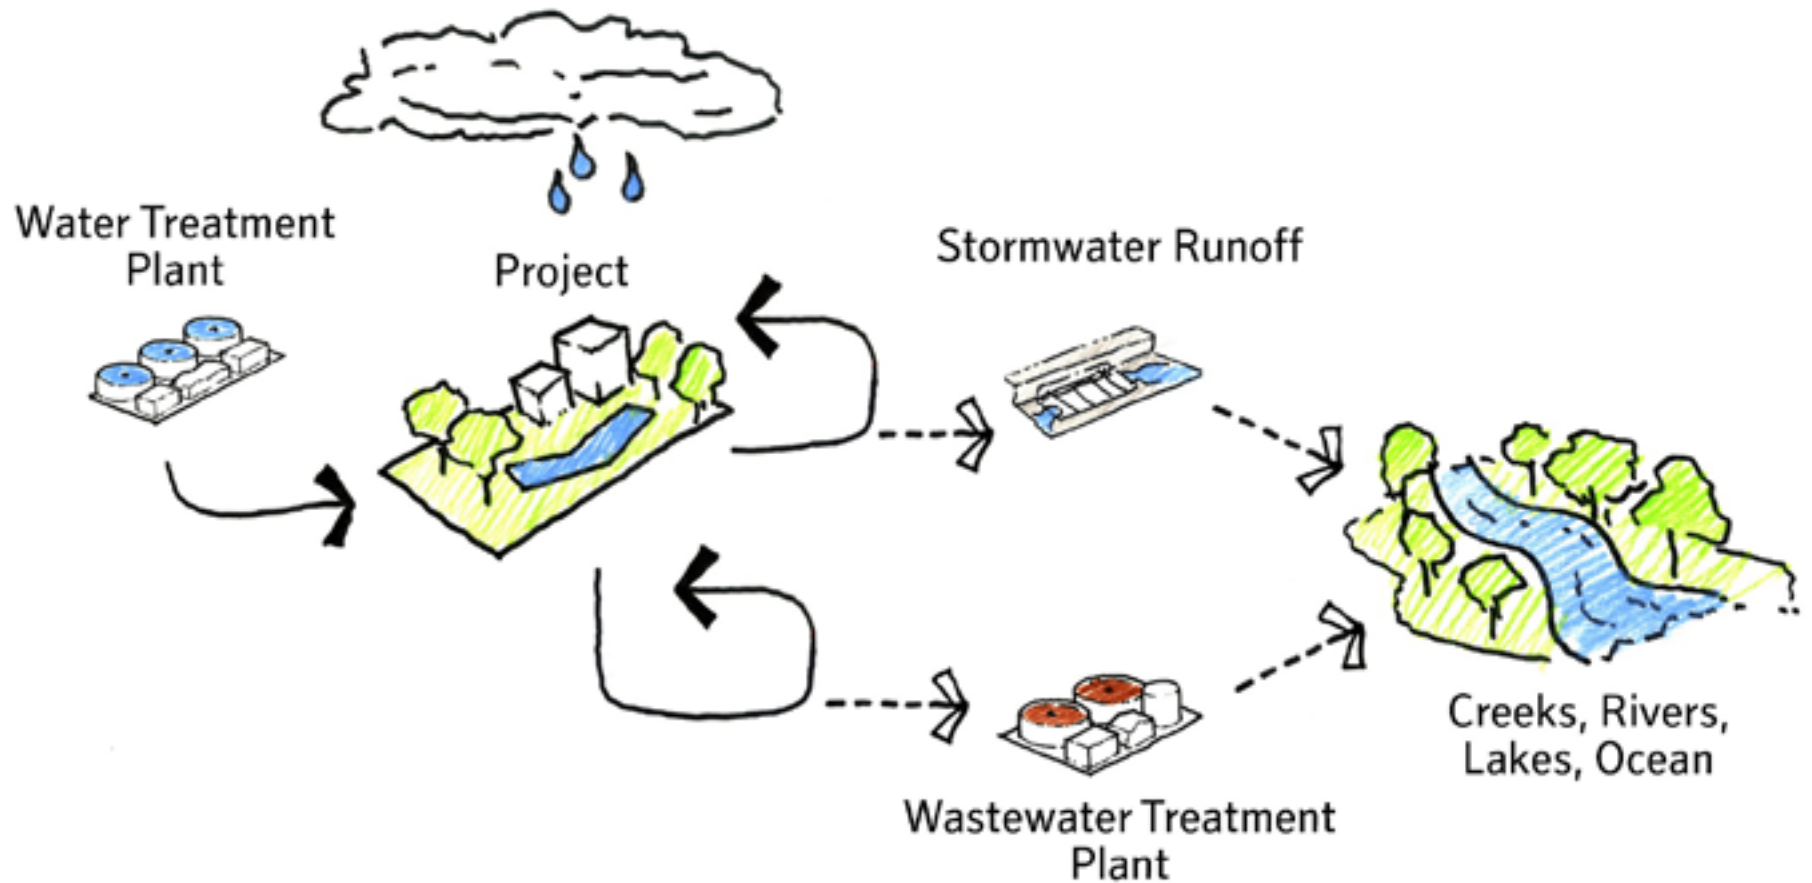 Water Treatment
Plant
Project
Stormwater Runoff
Creeks, Rivers,
Lakes, Ocean
Wastewater Treatment
Plant